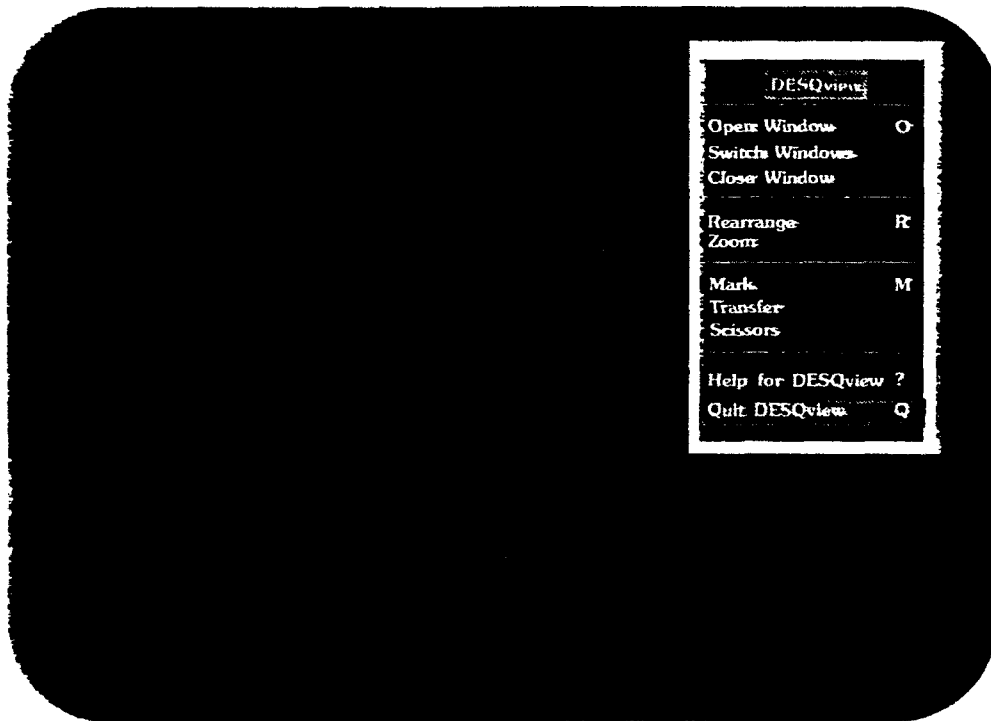 DESQview
Open Window O
Switch Windows
Close Window
Rearrange R
Zoom
Mark M
Transfer
Scissors
Help for DESQview ?
Quit DESQview Q